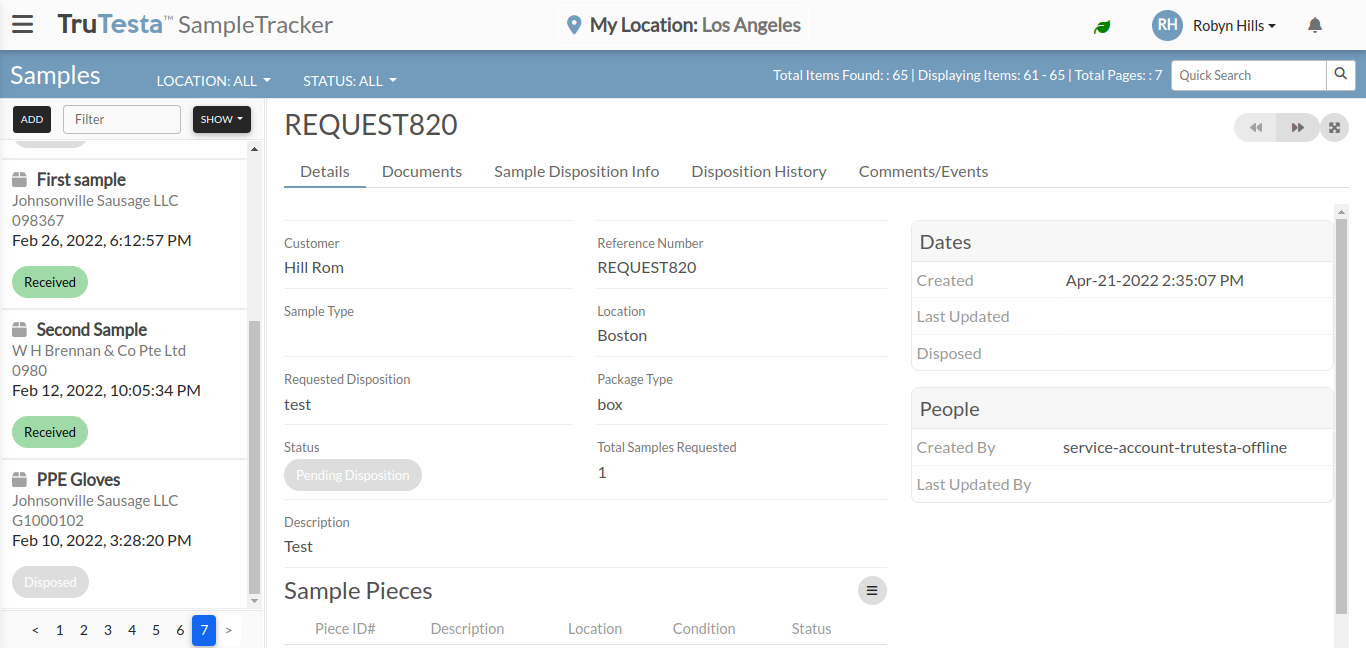 TruTesta™ SampleTracker
My Location: Los Angeles
RH
Robyn Hills
Samples
LOCATION: ALL
STATUS: ALL
Total Items Found: : 65 | Displaying Items: 61 - 65 | Total Pages: : 7
Quick Search
ADD
Filter
SHOW
First sample
Johnsonville Sausage LLC
098367
Feb 26, 2022, 6:12:57 PM
Received
Second Sample
W H Brennan & Co Pte Ltd
0980
Feb 12, 2022, 10:05:34 PM
Received
PPE Gloves
Johnsonville Sausage LLC
G1000102
Feb 10, 2022, 3:28:20 PM
Disposed
< 1 2 3 4 5 6 7 >
REQUEST820
Details
Documents
Sample Disposition Info
Disposition History
Comments/Events
Customer
Hill Rom
Reference Number
REQUEST820
Sample Type
Location
Boston
Requested Disposition
test
Package Type
box
Status
Pending Disposition
Total Samples Requested
1
Description
Test
Sample Pieces
Piece ID# Description Location Condition Status
Dates
Created Apr-21-2022 2:35:07 PM
Last Updated
Disposed
People
Created By service-account-trutesta-offline
Last Updated By